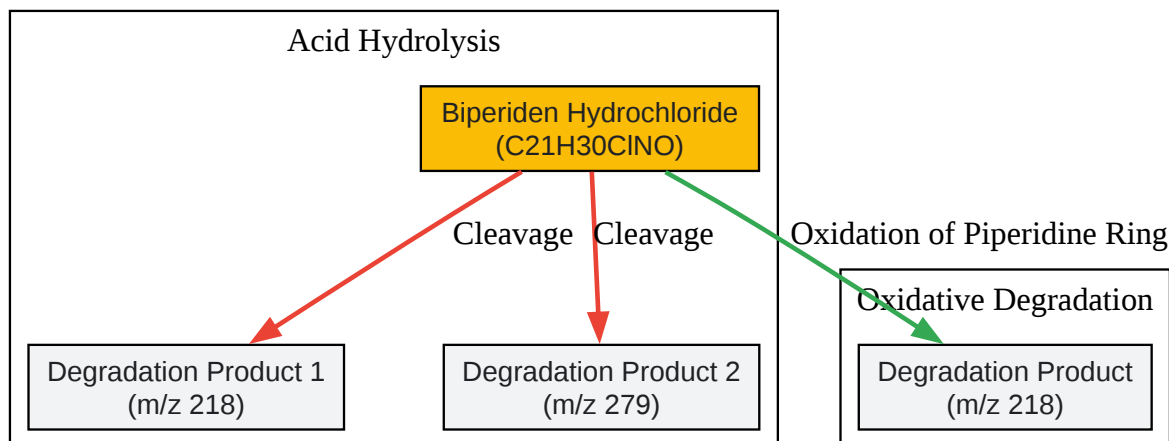 Acid Hydrolysis
Biperiden Hydrochloride
(C21H30ClNO)
Cleavage
Cleavage
Oxidation of Piperidine Ring
Oxidative Degradation
Degradation Product 1
(m/z 218)
Degradation Product 2
(m/z 279)
Degradation Product
(m/z 218)